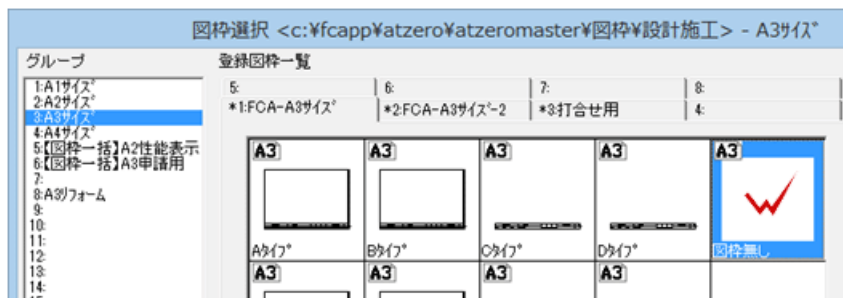 図枠選択 <c:¥fcapp¥atzero¥atzeromaster¥図枠¥設計施工> - A3ｻｲｽﾞ
グループ
登録図枠一覧
1:A1ｻｲｽﾞ
2:A2ｻｲｽﾞ
3:A3ｻｲｽﾞ
4:A4ｻｲｽﾞ
5:【図枠一括】A2性能表示
6:【図枠一括】A3申請用
7:
8:A3ﾘﾌｫｰﾑ
9:
10:
11:
12:
13:
14:
5: 6: 7: 8:
*1:FCA-A3ｻｲｽﾞ *2:FCA-A3ｻｲｽﾞ-2 *3:打合せ用 4:
A3 A3 A3 A3 A3
Aﾀｲﾌﾟ Bﾀｲﾌﾟ Cﾀｲﾌﾟ Dﾀｲﾌﾟ 図枠無し
A3 A3 A3 A3